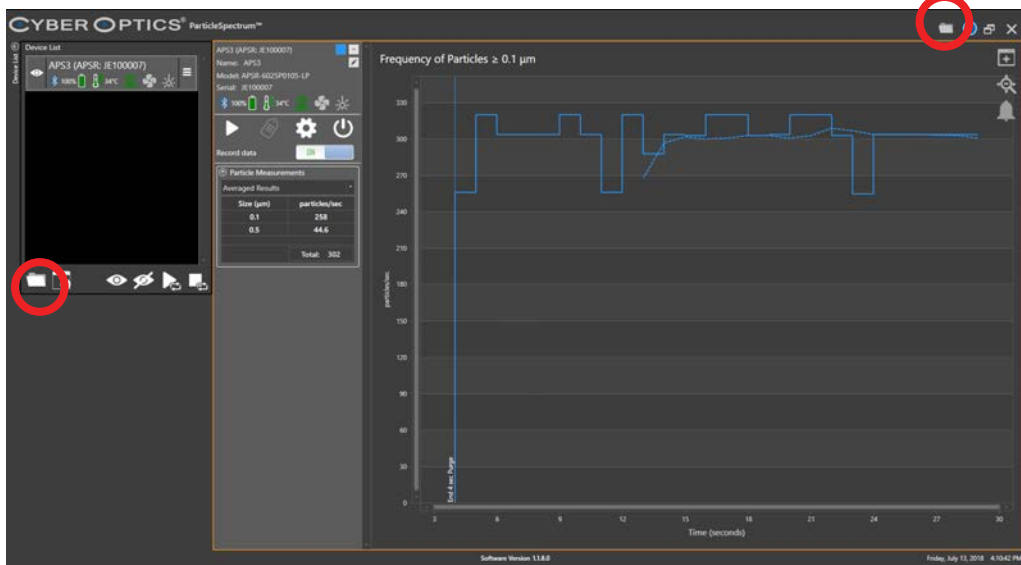 CYBEROPTICS® ParticleSpectrum™
Device List
Device List
APS3 (APSR: JE100007)
100% 34°C
APS3 (APSR: JE100007)
Name: APS3
Model: APSR-602SP0105-LP
Serial: JE100007
100% 34°C
Record data ON
Particle Measurements
Averaged Results
Size (µm) particles/sec
0.1 258
0.5 44.6
Total: 302
Frequency of Particles ≥ 0.1 µm
330
300
270
240
210
180
150
120
90
60
30
0
particles/sec
End 4 sec Purge
3 6 9 12 15 18 21 24 27 30
Time (seconds)
Software Version 1.1.8.0
Friday, July 13, 2018 4:10:42 PM